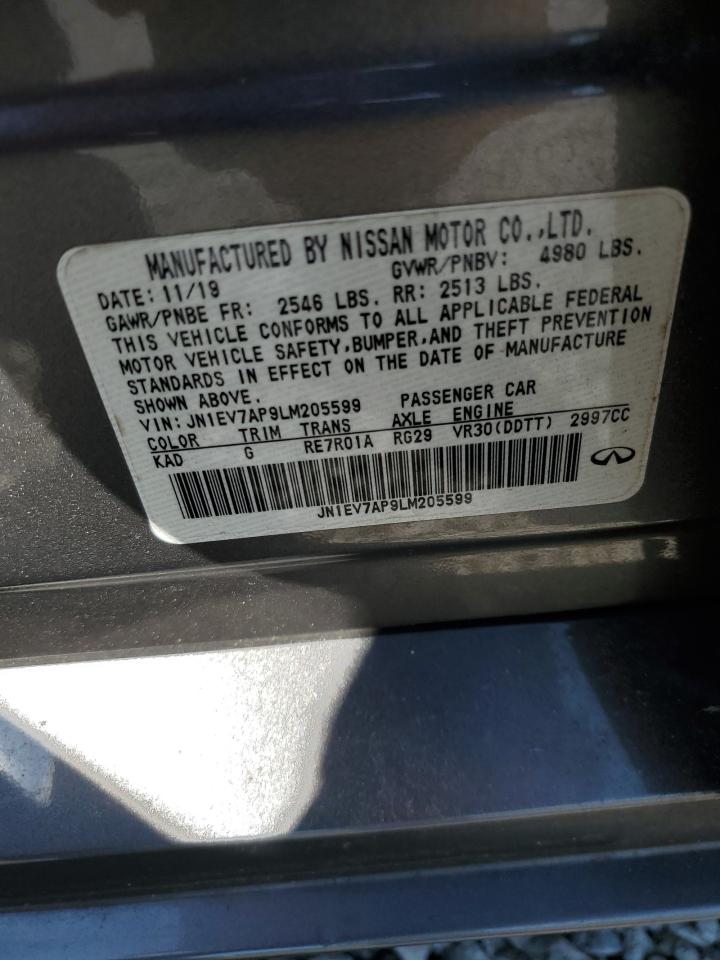 MANUFACTURED BY NISSAN MOTOR CO.,LTD.
DATE: 11/19 GVWR/PNBV: 4980 LBS.
GAWR/PNBE FR: 2546 LBS. RR: 2513 LBS.
THIS VEHICLE CONFORMS TO ALL APPLICABLE FEDERAL
MOTOR VEHICLE SAFETY,BUMPER,AND THEFT PREVENTION
STANDARDS IN EFFECT ON THE DATE OF MANUFACTURE
SHOWN ABOVE.
VIN: JN1EV7AP9LM205599 PASSENGER CAR
COLOR TRIM TRANS AXLE ENGINE
KAD G RE7R01A RG29 VR30(DDTT) 2997CC
JN1EV7AP9LM205599